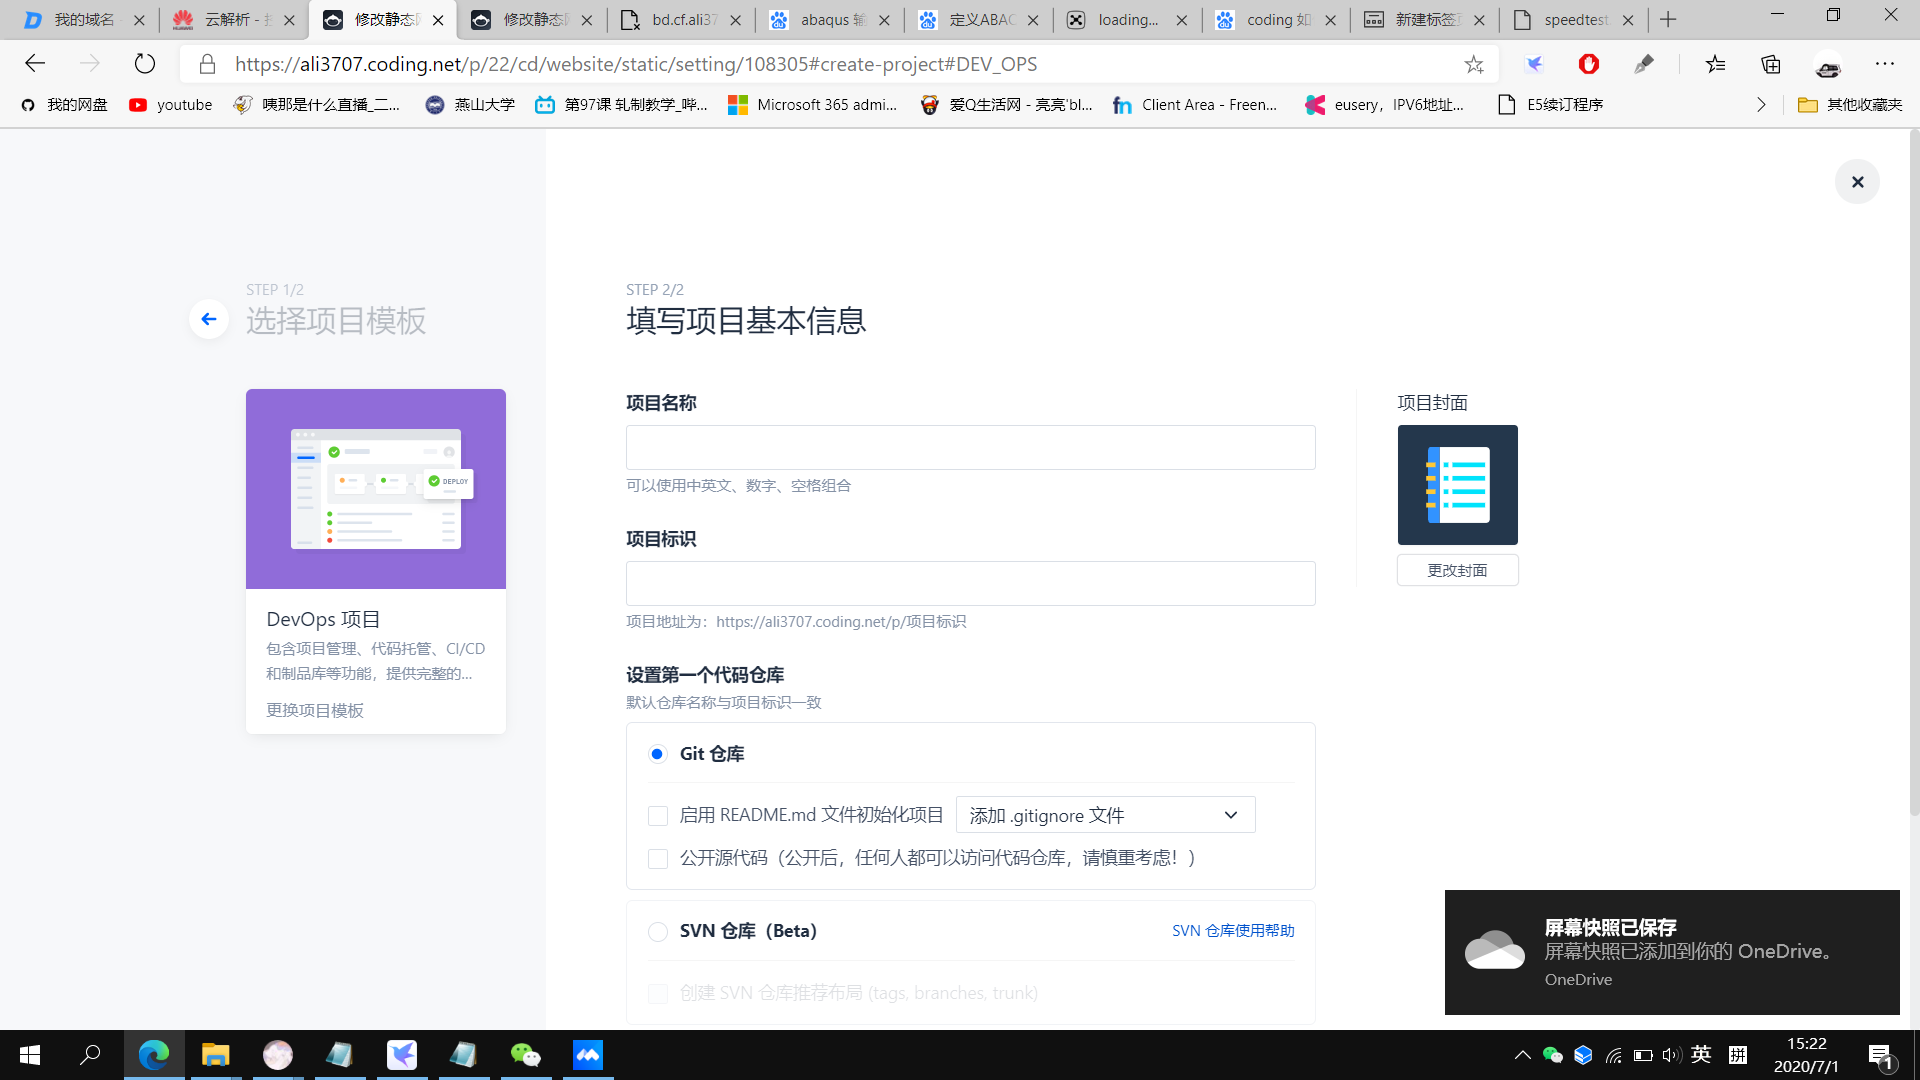 我的域名
云解析 -
修改静态
修改静态
bd.cf.ali37
abaqus 输
定义ABAC
loading...
coding 如
新建标签
speedtest.
https://ali3707.coding.net/p/22/cd/website/static/setting/108305#create-project#DEV_OPS
我的网盘
youtube
咦那是什么直播_二...
燕山大学
第97课 轧制教学_哔...
Microsoft 365 admi...
爱Q生活网 - 亮亮'bl...
Client Area - Freen...
eusery，IPV6地址...
E5续订程序
其他收藏夹
STEP 1/2
选择项目模板
DEPLOY
DevOps 项目
包含项目管理、代码托管、CI/CD
和制品库等功能，提供完整的...
更换项目模板
STEP 2/2
填写项目基本信息
项目名称
可以使用中英文、数字、空格组合
项目标识
项目地址为：https://ali3707.coding.net/p/项目标识
设置第一个代码仓库
默认仓库名称与项目标识一致
Git 仓库
启用 README.md 文件初始化项目
添加 .gitignore 文件
公开源代码（公开后，任何人都可以访问代码仓库，请慎重考虑！）
SVN 仓库（Beta）
SVN 仓库使用帮助
创建 SVN 仓库推荐布局 (tags, branches, trunk)
项目封面
更改封面
屏幕快照已保存
屏幕快照已添加到你的 OneDrive。
OneDrive
英
拼
15:22
2020/7/1
1